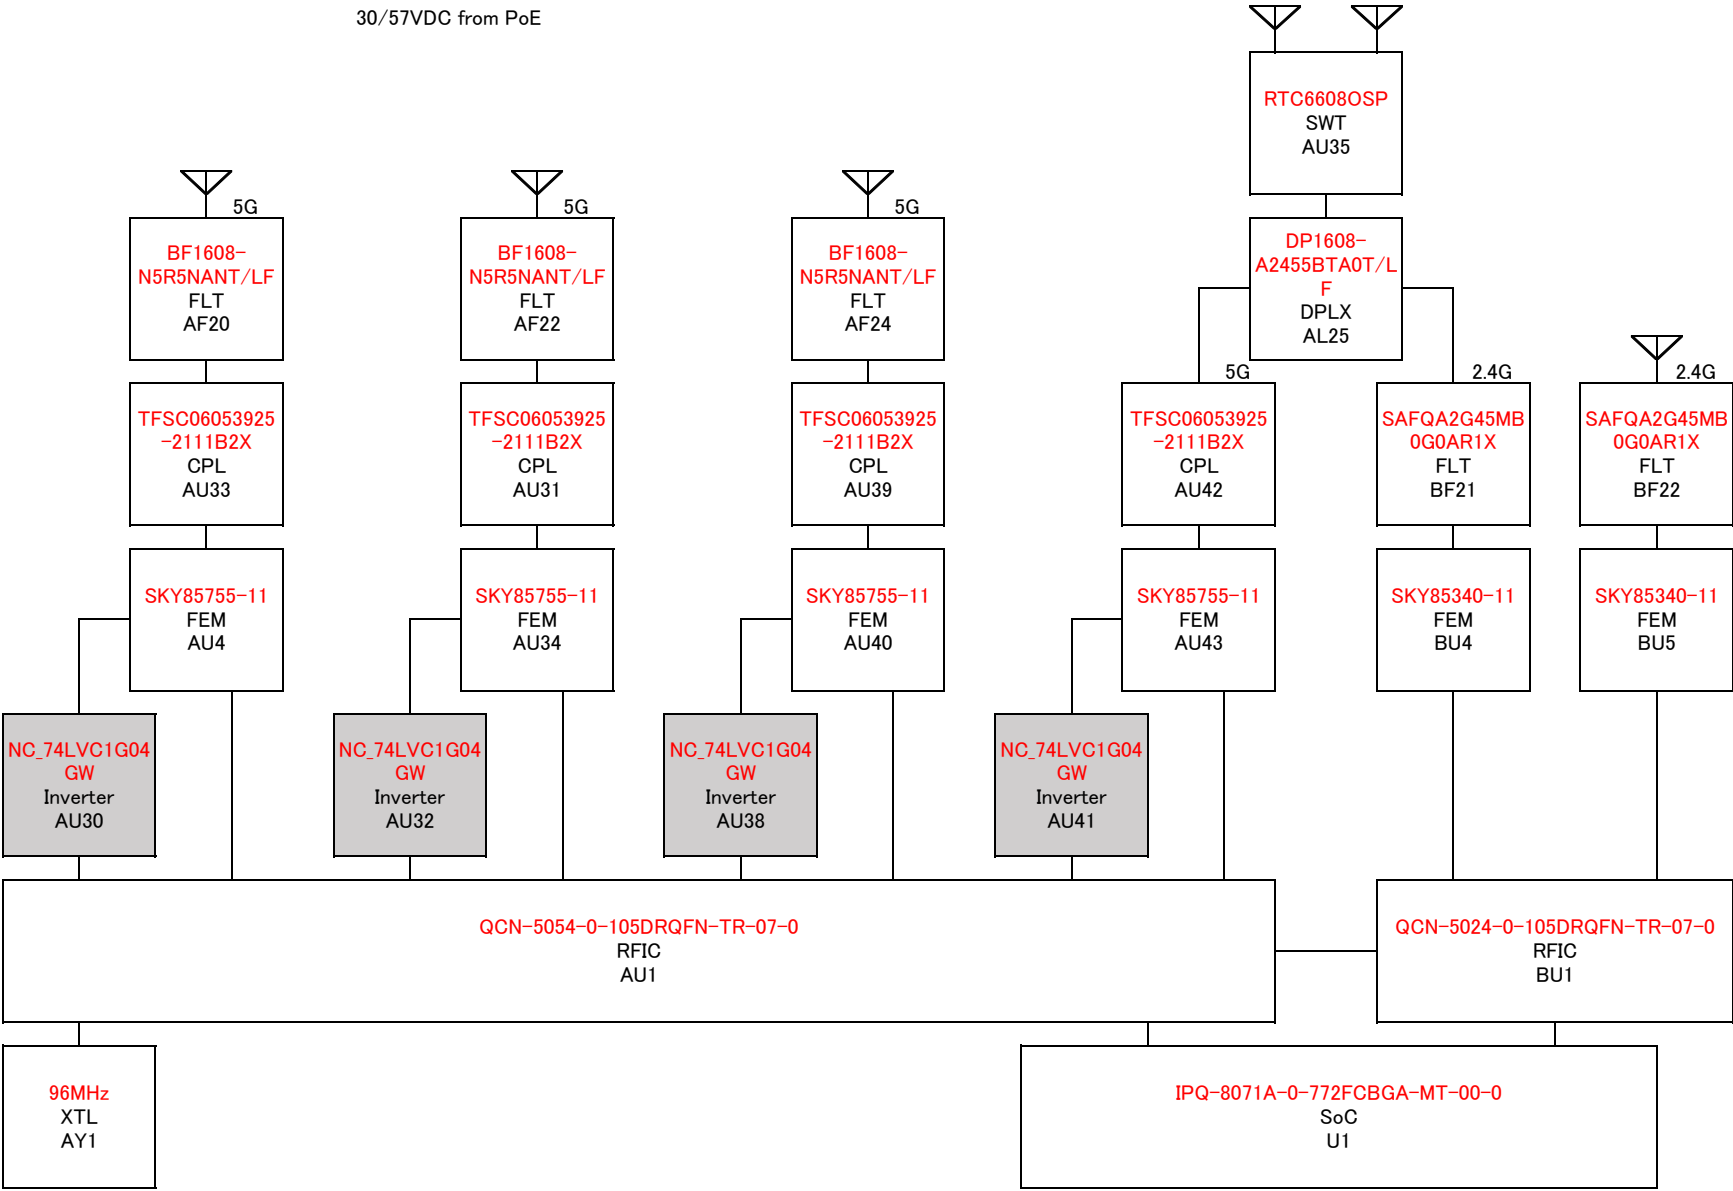 30/57VDC from PoE
RTC6608OSP
SWT
AU35
5G
5G
5G
BF1608-
N5R5NANT/LF
FLT
AF20
BF1608-
N5R5NANT/LF
FLT
AF22
BF1608-
N5R5NANT/LF
FLT
AF24
DP1608-
A2455BTA0T/L
F
DPLX
AL25
5G
2.4G
2.4G
TFSC06053925
-2111B2X
CPL
AU33
TFSC06053925
-2111B2X
CPL
AU31
TFSC06053925
-2111B2X
CPL
AU39
TFSC06053925
-2111B2X
CPL
AU42
SAFQA2G45MB
0G0AR1X
FLT
BF21
SAFQA2G45MB
0G0AR1X
FLT
BF22
SKY85755-11
FEM
AU4
SKY85755-11
FEM
AU34
SKY85755-11
FEM
AU40
SKY85755-11
FEM
AU43
SKY85340-11
FEM
BU4
SKY85340-11
FEM
BU5
NC_74LVC1G04
GW
Inverter
AU30
NC_74LVC1G04
GW
Inverter
AU32
NC_74LVC1G04
GW
Inverter
AU38
NC_74LVC1G04
GW
Inverter
AU41
QCN-5054-0-105DRQFN-TR-07-0
RFIC
AU1
QCN-5024-0-105DRQFN-TR-07-0
RFIC
BU1
96MHz
XTL
AY1
IPQ-8071A-0-772FCBGA-MT-00-0
SoC
U1